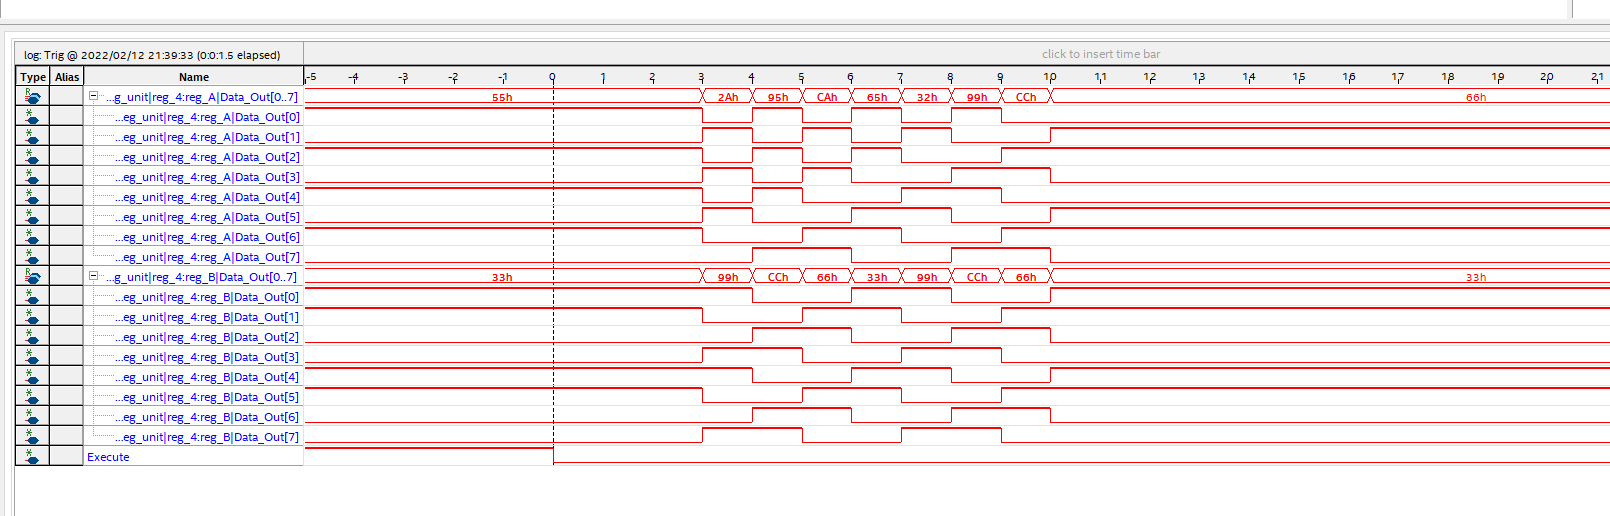 log: Trig @ 2022/02/12 21:39:33 (0:0:1.5 elapsed) click to insert time bar
Type Alias Name -5 -4 -3 -2 -1 0 1 2 3 4 5 6 7 8 9 10 11 12 13 14 15 16 17 18 19 20 21
...g_unit|reg_4:reg_A|Data_Out[0..7] 55h 2Ah 95h CAh 65h 32h 99h CCh 66h
...eg_unit|reg_4:reg_A|Data_Out[0]
...eg_unit|reg_4:reg_A|Data_Out[1]
...eg_unit|reg_4:reg_A|Data_Out[2]
...eg_unit|reg_4:reg_A|Data_Out[3]
...eg_unit|reg_4:reg_A|Data_Out[4]
...eg_unit|reg_4:reg_A|Data_Out[5]
...eg_unit|reg_4:reg_A|Data_Out[6]
...eg_unit|reg_4:reg_A|Data_Out[7]
...g_unit|reg_4:reg_B|Data_Out[0..7] 33h 99h CCh 66h 33h 99h CCh 66h 33h
...eg_unit|reg_4:reg_B|Data_Out[0]
...eg_unit|reg_4:reg_B|Data_Out[1]
...eg_unit|reg_4:reg_B|Data_Out[2]
...eg_unit|reg_4:reg_B|Data_Out[3]
...eg_unit|reg_4:reg_B|Data_Out[4]
...eg_unit|reg_4:reg_B|Data_Out[5]
...eg_unit|reg_4:reg_B|Data_Out[6]
...eg_unit|reg_4:reg_B|Data_Out[7]
Execute